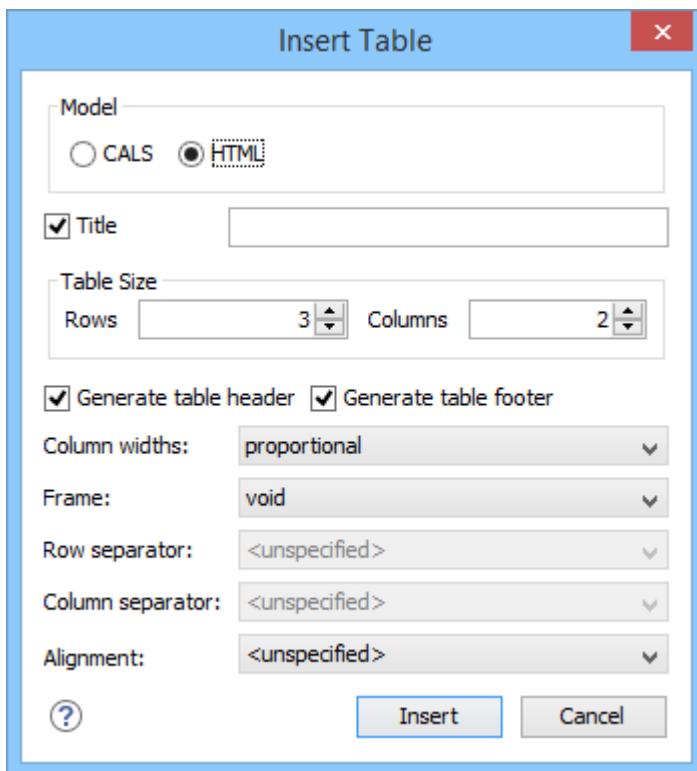 Insert Table
Model
CALS HTML
Title
Table Size
Rows 3 Columns 2
Generate table header Generate table footer
Column widths: proportional
Frame: void
Row separator: <unspecified>
Column separator: <unspecified>
Alignment: <unspecified>
? Insert Cancel